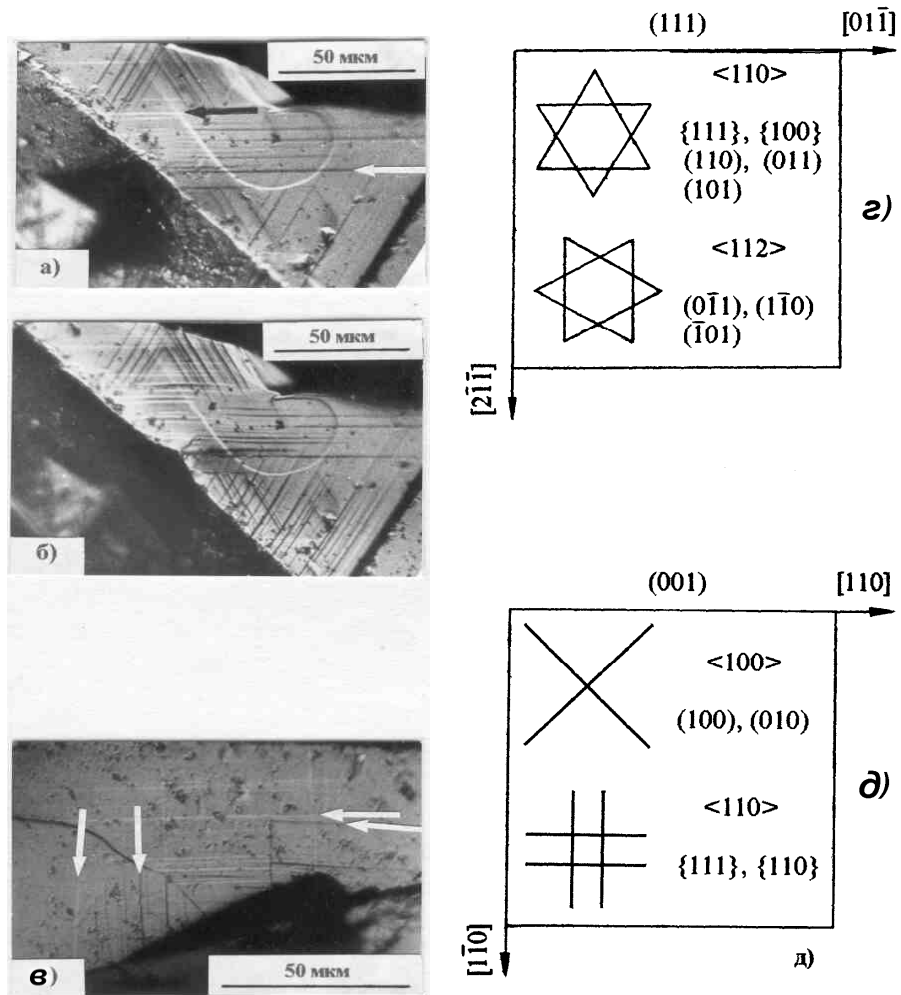 50 мкм
а)
50 мкм
б)
50 мкм
в)
(111)
[01̄1̄]
<110>
{111}, {100}
(110), (011)
(101)
г)
<112>
(01̄1), (11̄0)
(1̄01)
[21̄1̄]
(001)
[110]
<100>
(100), (010)
<110>
{111}, {110}
д)
[11̄0]
д)